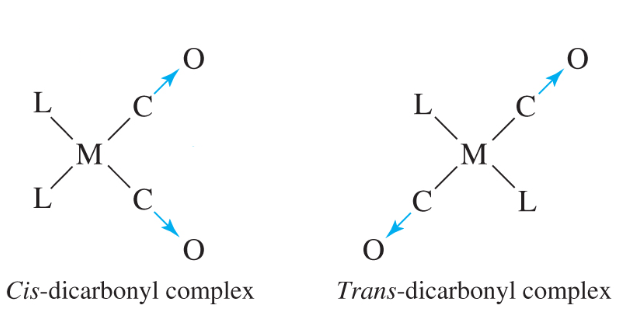 O O
L C L C
M M
L C C L
O O
Cis-dicarbonyl complex Trans-dicarbonyl complex